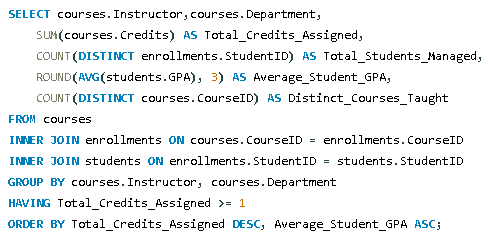 SELECT courses.Instructor,courses.Department,
SUM(courses.Credits) AS Total_Credits_Assigned,
COUNT(DISTINCT enrollments.StudentID) AS Total_Students_Managed,
ROUND(AVG(students.GPA), 3) AS Average_Student_GPA,
COUNT(DISTINCT courses.CourseID) AS Distinct_Courses_Taught
FROM courses
INNER JOIN enrollments ON courses.CourseID = enrollments.CourseID
INNER JOIN students ON enrollments.StudentID = students.StudentID
GROUP BY courses.Instructor, courses.Department
HAVING Total_Credits_Assigned >= 1
ORDER BY Total_Credits_Assigned DESC, Average_Student_GPA ASC;